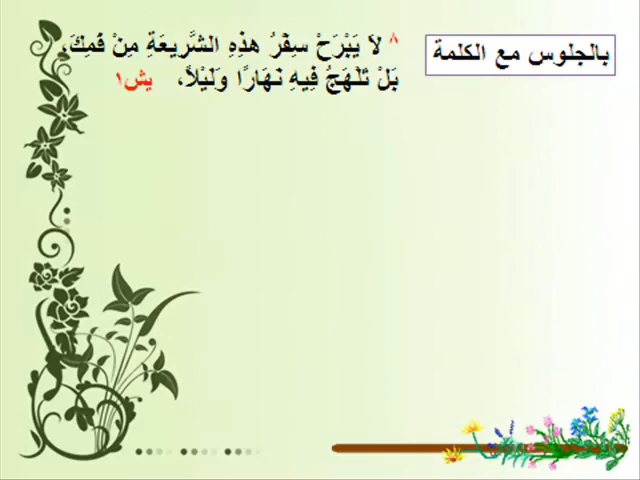 بالجلوس مع الكلمة
٨ لاَ يَبْرَحْ سِفْرُ هذِهِ الشَّرِيعَةِ مِنْ فَمِكَ،
بَلْ تَلْهَجُ فِيهِ نَهَارًا وَلَيْلاً، يش١